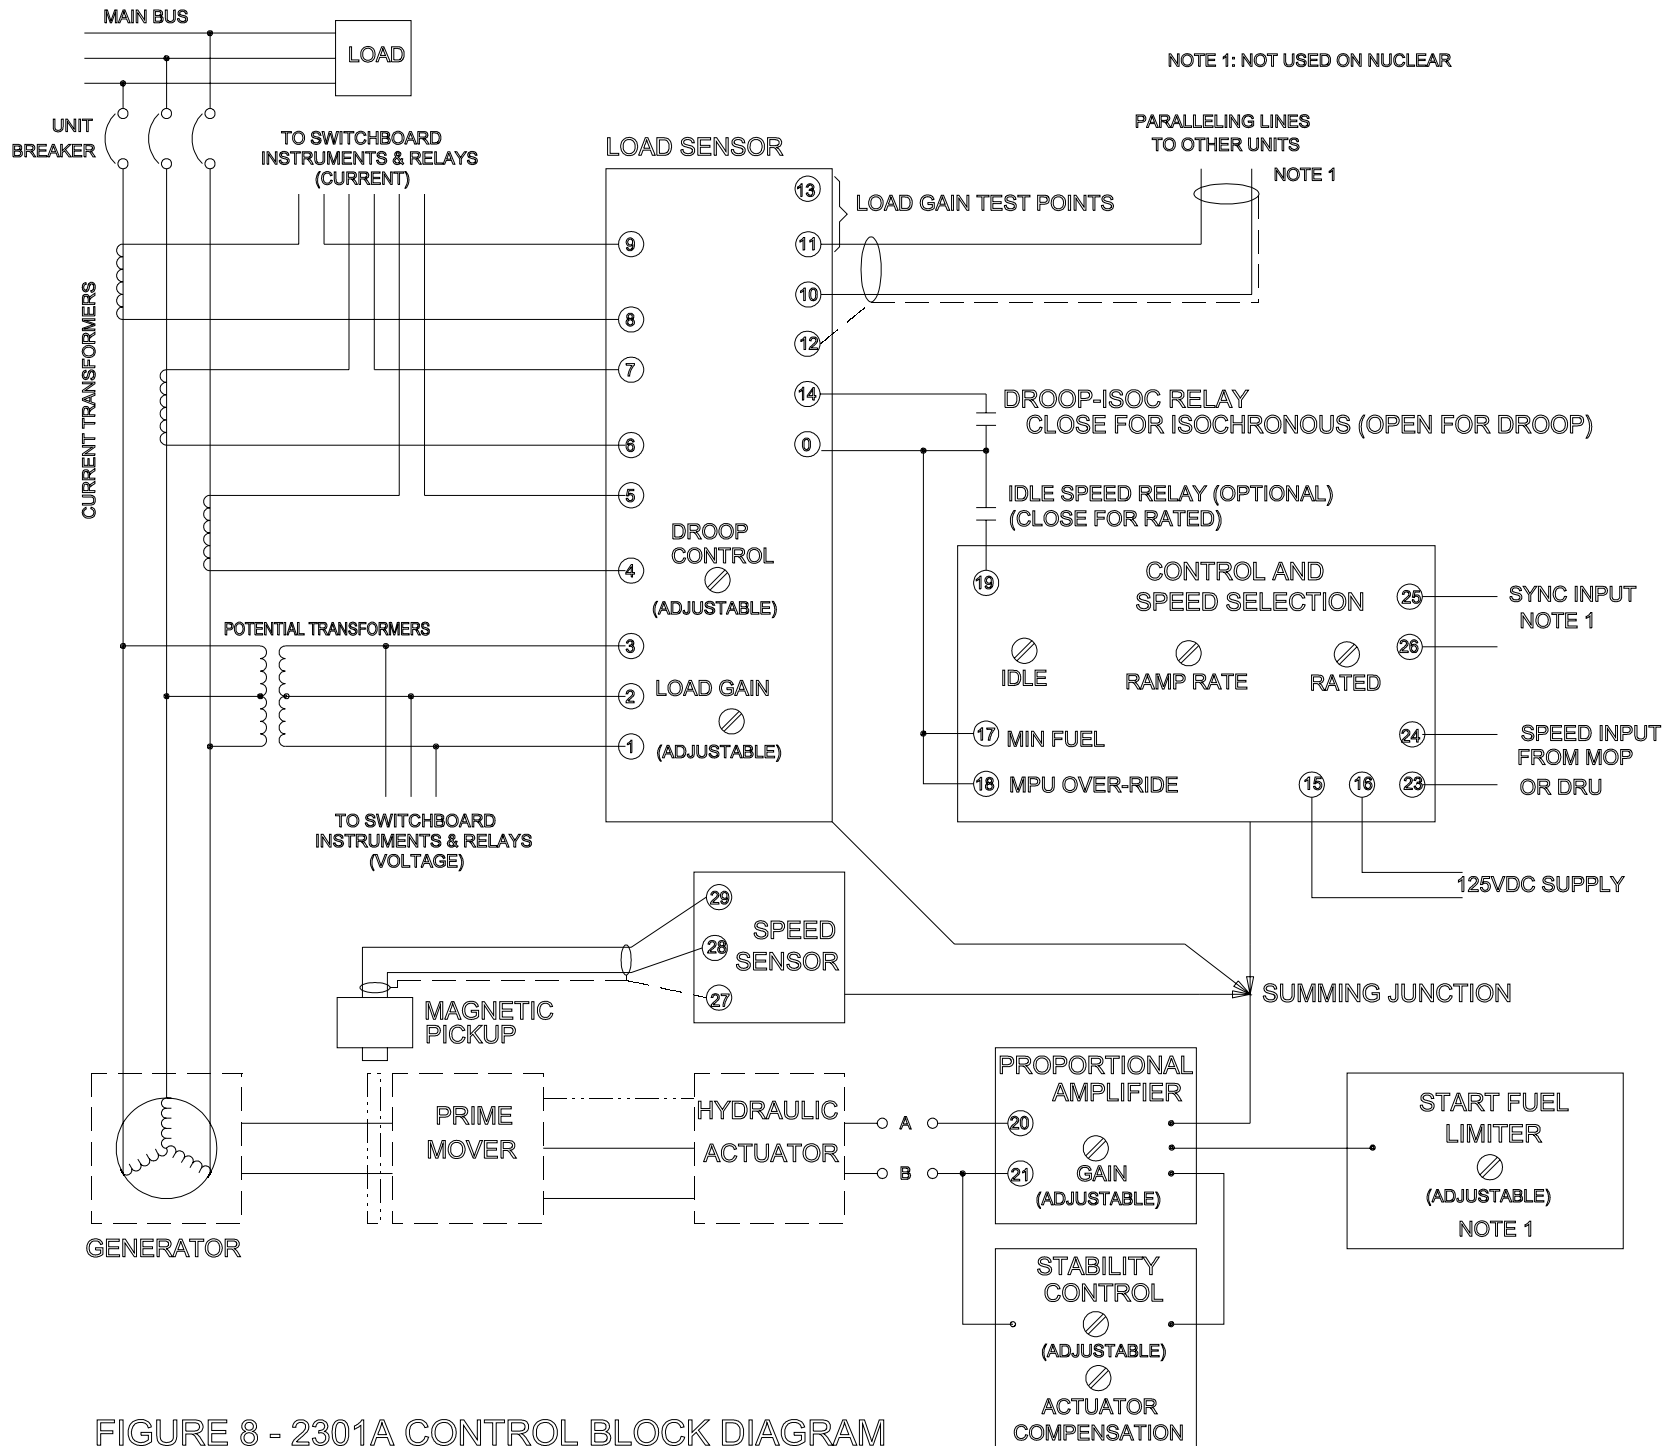 MAIN BUS
LOAD
NOTE 1: NOT USED ON NUCLEAR
UNIT
BREAKER
TO SWITCHBOARD
INSTRUMENTS & RELAYS
(CURRENT)
LOAD SENSOR
PARALLELING LINES
TO OTHER UNITS
NOTE 1
13
LOAD GAIN TEST POINTS
11
9
10
8
12
7
CURRENT TRANSFORMERS
14
DROOP-ISOC RELAY
CLOSE FOR ISOCHRONOUS (OPEN FOR DROOP)
6
0
5
IDLE SPEED RELAY (OPTIONAL)
(CLOSE FOR RATED)
DROOP
CONTROL
(ADJUSTABLE)
4
19
CONTROL AND
SPEED SELECTION
25
SYNC INPUT
NOTE 1
26
POTENTIAL TRANSFORMERS
3
IDLE
RAMP RATE
RATED
2
LOAD GAIN
(ADJUSTABLE)
1
17 MIN FUEL
24
SPEED INPUT
FROM MOP
18 MPU OVER-RIDE
15
16
23
OR DRU
TO SWITCHBOARD
INSTRUMENTS & RELAYS
(VOLTAGE)
125VDC SUPPLY
29
28
27
SPEED
SENSOR
MAGNETIC
PICKUP
SUMMING JUNCTION
PROPORTIONAL
AMPLIFIER
20
21
GAIN
(ADJUSTABLE)
START FUEL
LIMITER
(ADJUSTABLE)
NOTE 1
PRIME
MOVER
HYDRAULIC
ACTUATOR
A
B
GENERATOR
STABILITY
CONTROL
(ADJUSTABLE)
ACTUATOR
COMPENSATION
FIGURE 8 - 2301A CONTROL BLOCK DIAGRAM